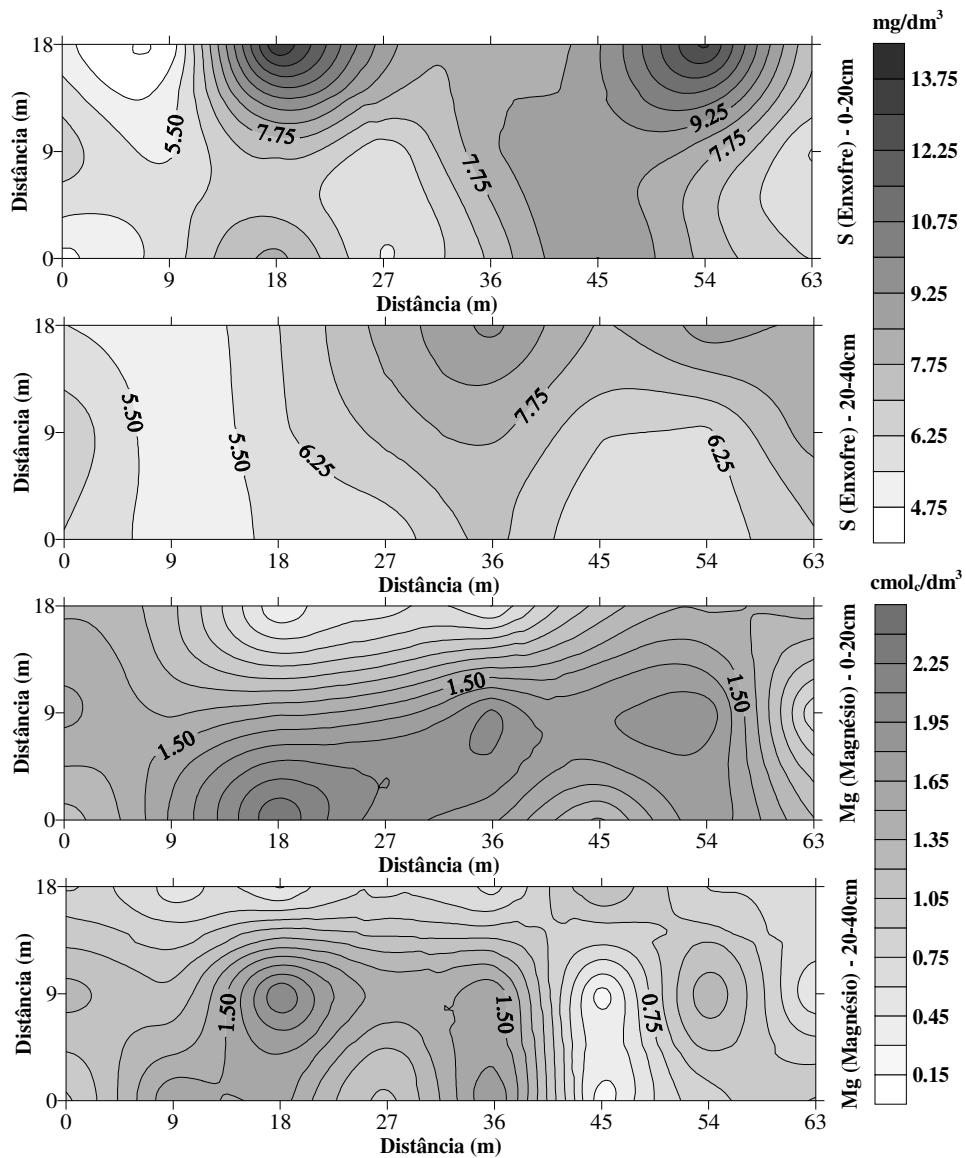 mg/dm³
18
9
0
Distância (m)
5.50
7.75
7.75
9.25
7.75
0 9 18 27 36 45 54 63
Distância (m)
S (Enxofre) - 0-20cm
13.75
12.25
10.75
9.25
7.75
6.25
4.75
18
9
0
Distância (m)
5.50
5.50
6.25
7.75
6.25
0 9 18 27 36 45 54 63
Distância (m)
S (Enxofre) - 20-40cm
cmolc/dm³
18
9
0
Distância (m)
1.50
1.50
1.50
0 9 18 27 36 45 54 63
Distância (m)
Mg (Magnésio) - 0-20cm
2.25
1.95
1.65
1.35
1.05
0.75
0.45
0.15
18
9
0
Distância (m)
1.50
1.50
0.75
0 9 18 27 36 45 54 63
Distância (m)
Mg (Magnésio) - 20-40cm